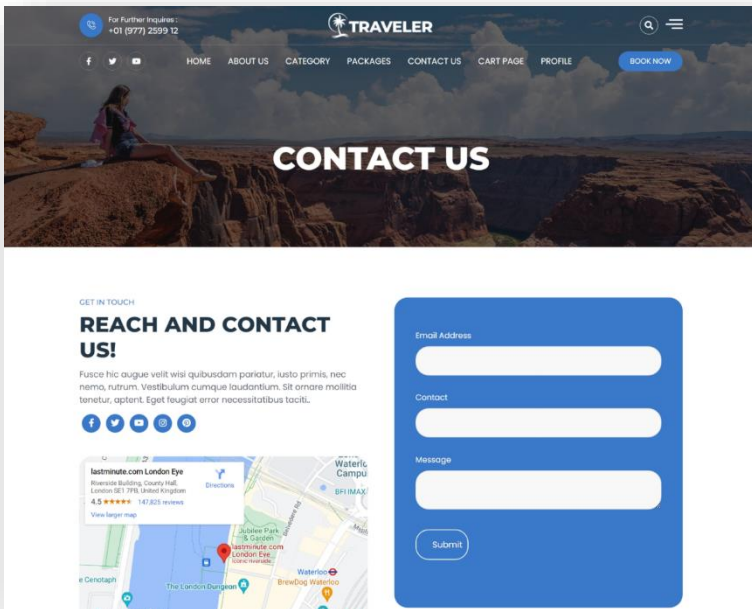 For Further Inquires :
+01 (977) 2599 12
TRAVELER
HOME ABOUT US CATEGORY PACKAGES CONTACT US CART PAGE PROFILE
BOOK NOW
CONTACT US
GET IN TOUCH
REACH AND CONTACT
US!
Fusce hic augue velit wisi quibusdam pariatur, iusto primis, nec
nemo, rutrum. Vestibulum cumque laudantium. Sit ornare mollitia
tenetur, aptent. Eget feugiat error necessitatibus taciti..
lastminute.com London Eye
Riverside Building, County Hall,
London SE1 7PB, United Kingdom
Directions
4.5 147,825 reviews
View larger map
Waterloo
Campu
BFI IMAX
Belvedere Rd
Jubilee Park
& Garden
lastminute.com
London Eye
Iconic riverside
Waterloo
e Cenotaph
The London Dungeon
BrewDog Waterloo
Email Address
Contact
Message
Submit